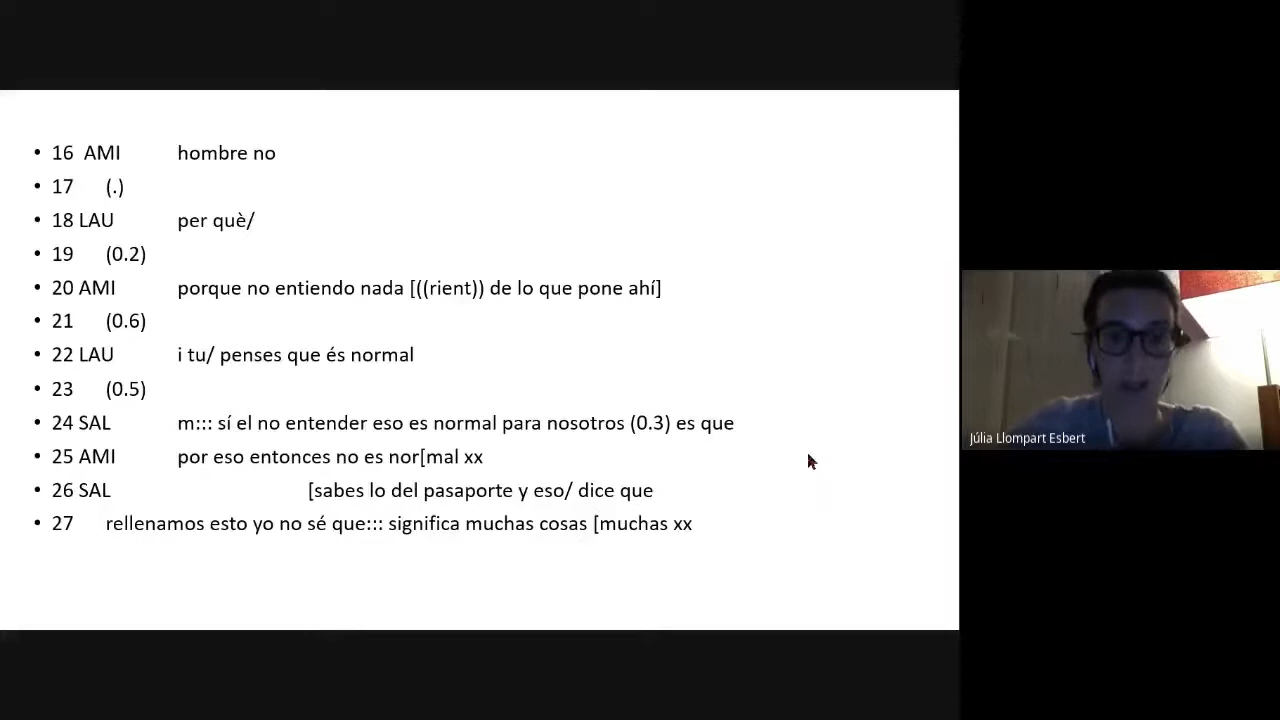 • 16 AMI hombre no
• 17 (.)
• 18 LAU per què/
• 19 (0.2)
• 20 AMI porque no entiendo nada [((rient)) de lo que pone ahí]
• 21 (0.6)
• 22 LAU i tu/ penses que és normal
• 23 (0.5)
• 24 SAL m::: sí el no entender eso es normal para nosotros (0.3) es que
• 25 AMI por eso entonces no es nor[mal xx
• 26 SAL [sabes lo del pasaporte y eso/ dice que
• 27 rellenamos esto yo no sé que::: significa muchas cosas [muchas xx
Júlia Llompart Esbert